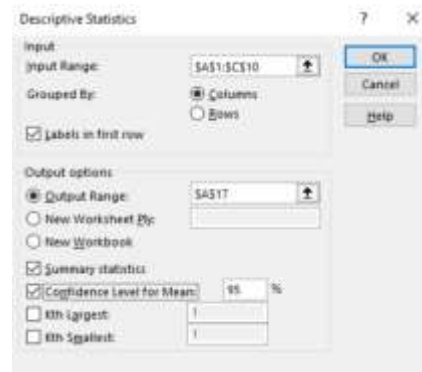 Descriptive Statistics ? ×
Input
Input Range: $A$1:$C$10
OK
Grouped By: Columns
Cancel
Rows
Help
Labels in first row
Output options
Output Range: $A$17
New Worksheet Ply:
New Workbook
Summary statistics
Confidence Level for Mean: 95 %
Kth Largest: 1
Kth Smallest: 1